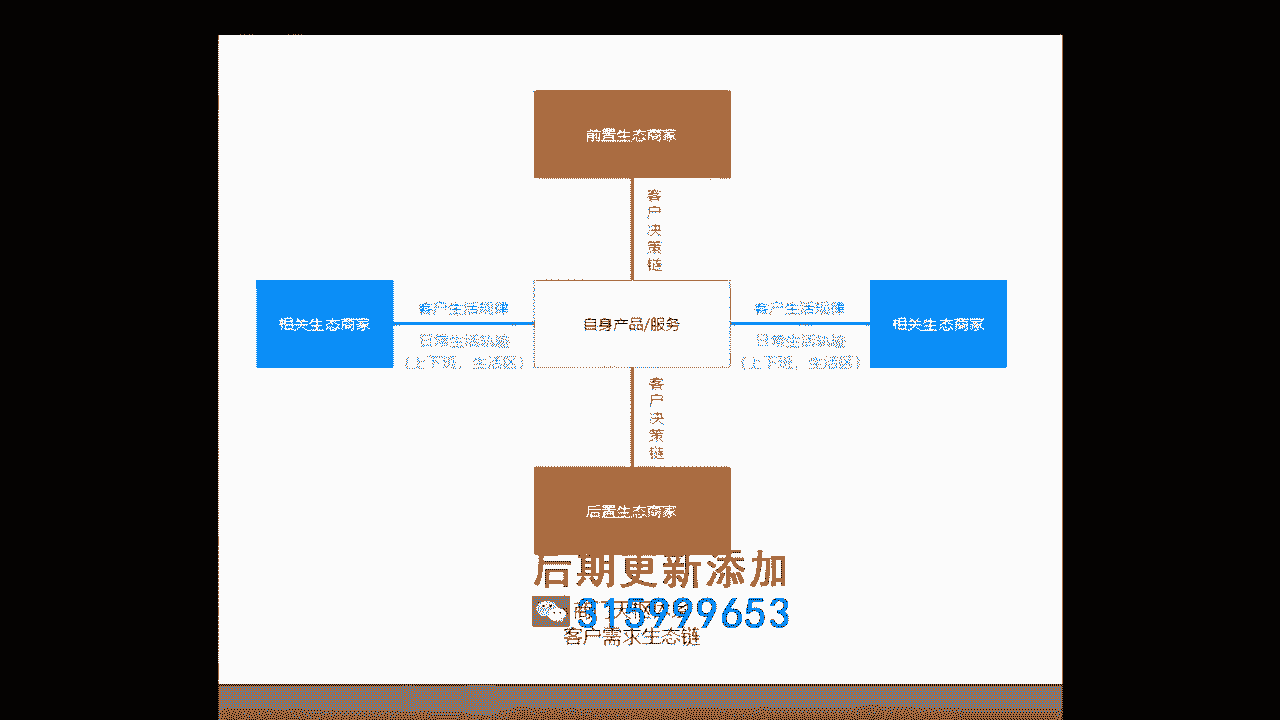 前置生态商家
客户决策链
相关生态商家
客户生活规律
日常生活轨迹
(上下班，生活区)
自身产品/服务
客户生活规律
日常生活轨迹
(上下班，生活区)
相关生态商家
客户决策链
后置生态商家
后期更新添加
315999653
客户需求生态链